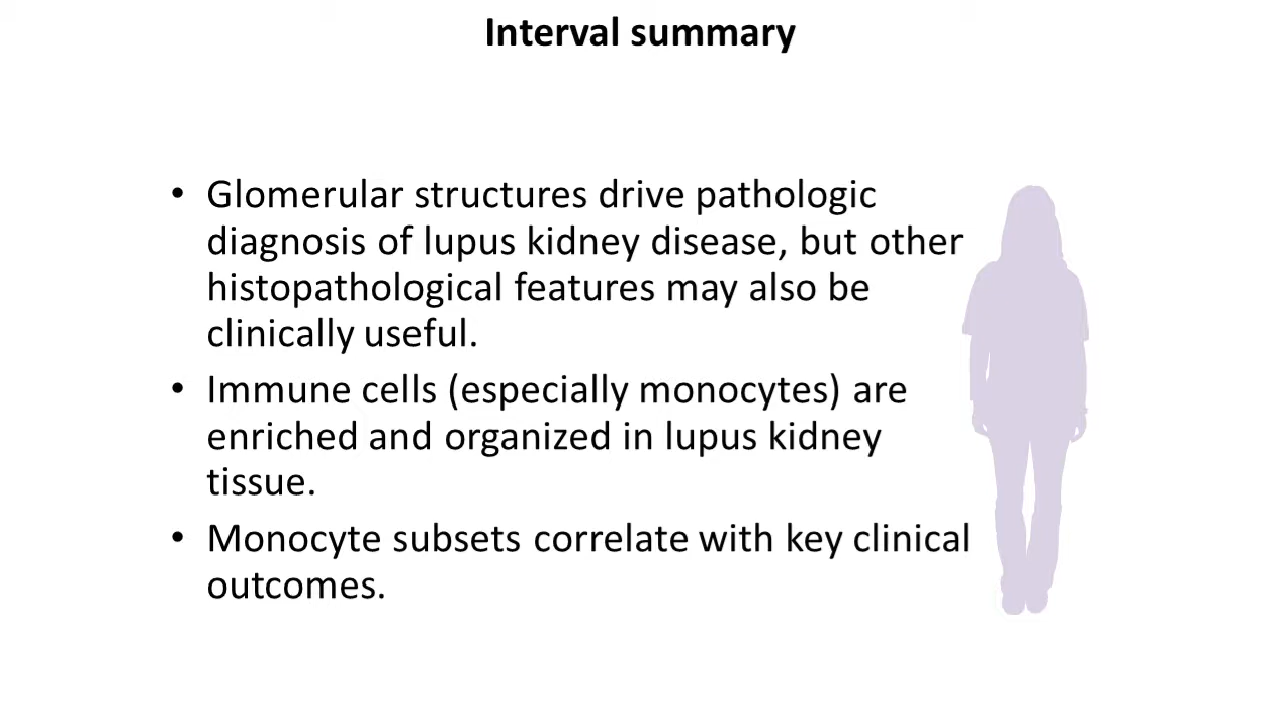 Interval summary
• Glomerular structures drive pathologic
diagnosis of lupus kidney disease, but other
histopathological features may also be
clinically useful.
• Immune cells (especially monocytes) are
enriched and organized in lupus kidney
tissue.
• Monocyte subsets correlate with key clinical
outcomes.